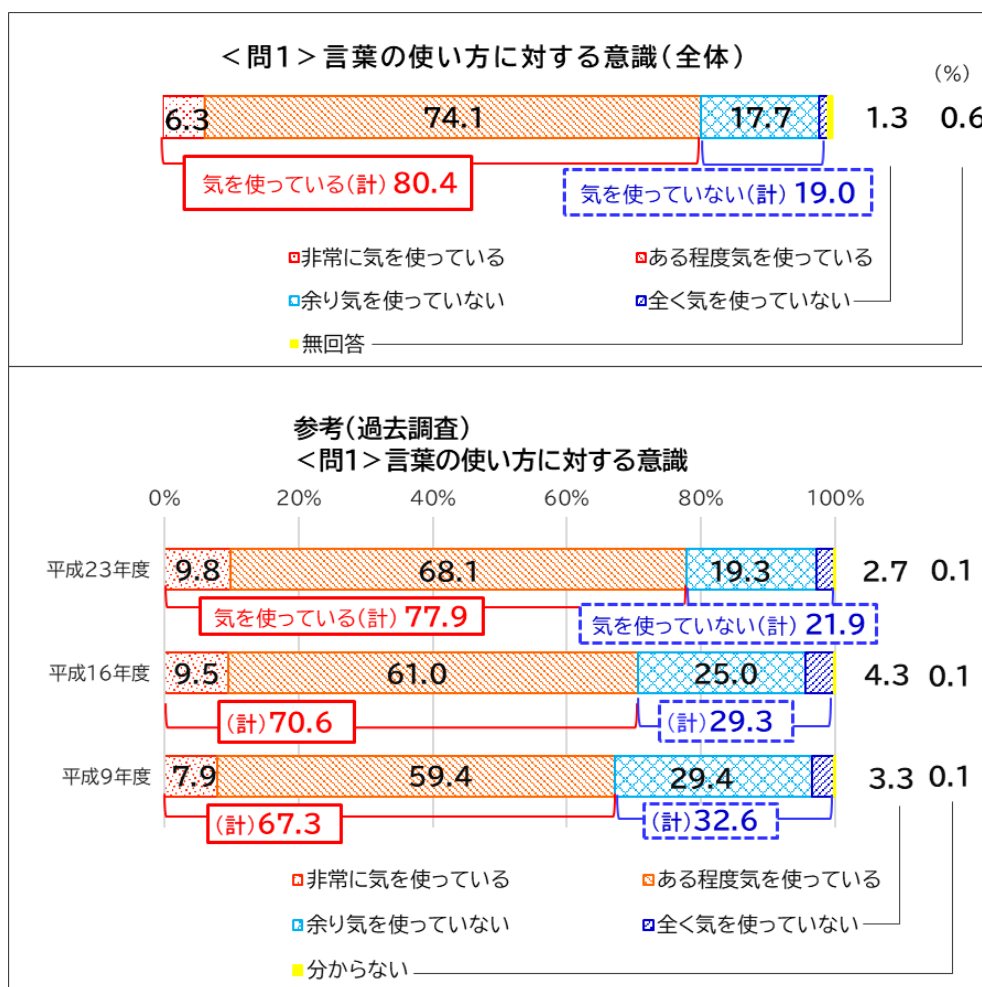 ＜問1＞言葉の使い方に対する意識（全体）
（%）
6.3 74.1 17.7 1.3 0.6
気を使っている（計） 80.4
気を使っていない（計） 19.0
非常に気を使っている
ある程度気を使っている
余り気を使っていない
全く気を使っていない
無回答
参考（過去調査）
＜問1＞言葉の使い方に対する意識
0% 20% 40% 60% 80% 100%
平成23年度 9.8 68.1 19.3 2.7 0.1
気を使っている（計） 77.9
気を使っていない（計） 21.9
平成16年度 9.5 61.0 25.0 4.3 0.1
（計）70.6
（計）29.3
平成9年度 7.9 59.4 29.4 3.3 0.1
（計）67.3
（計）32.6
非常に気を使っている
ある程度気を使っている
余り気を使っていない
全く気を使っていない
分からない